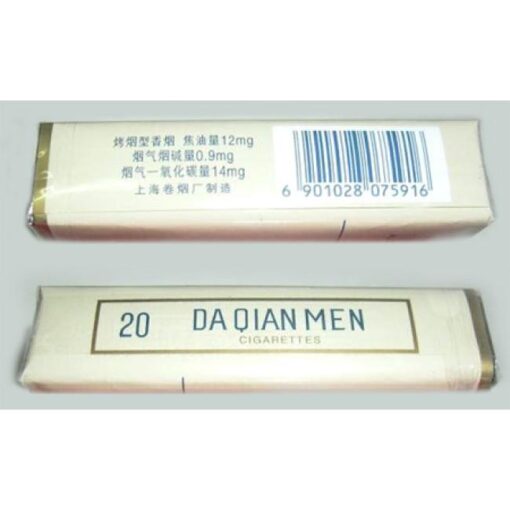 烤烟型香烟 焦油量12mg
烟气烟碱量0.9mg
烟气一氧化碳量14mg
上海卷烟厂制造
6 901028 075916
20 DA QIAN MEN
CIGARETTES